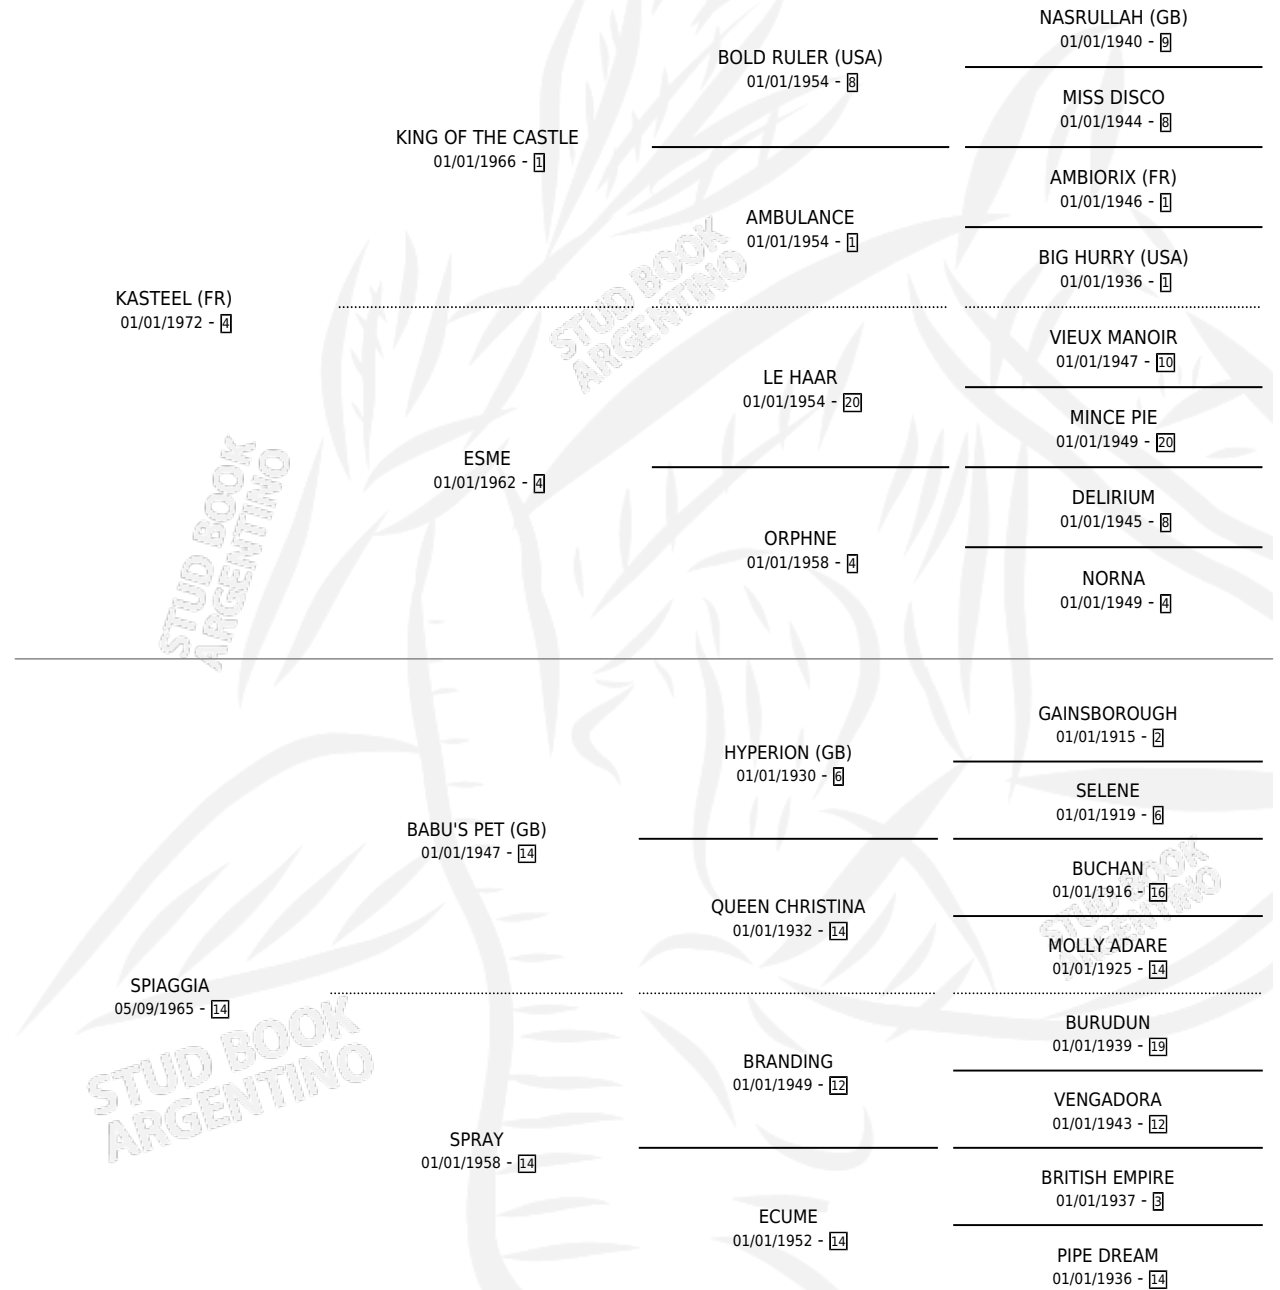 NASRULLAH (GB)
01/01/1940 - 9
BOLD RULER (USA)
01/01/1954 - 8
MISS DISCO
01/01/1944 - 8
KING OF THE CASTLE
01/01/1966 - 1
AMBIORIX (FR)
01/01/1946 - 1
AMBULANCE
01/01/1954 - 1
BIG HURRY (USA)
01/01/1936 - 1
KASTEEL (FR)
01/01/1972 - 4
STUD BOOK
ARGENTINO
VIEUX MANOIR
01/01/1947 - 10
LE HAAR
01/01/1954 - 20
MINCE PIE
01/01/1949 - 20
ESME
01/01/1962 - 4
DELIRIUM
01/01/1945 - 8
ORPHNE
01/01/1958 - 4
NORNA
01/01/1949 - 4
STUD BOOK
ARGENTINO
GAINSBOROUGH
01/01/1915 - 2
HYPERION (GB)
01/01/1930 - 6
SELENE
01/01/1919 - 6
BABU'S PET (GB)
01/01/1947 - 14
BUCHAN
01/01/1916 - 16
QUEEN CHRISTINA
01/01/1932 - 14
STUD BOOK
ARGENTINO
MOLLY ADARE
01/01/1925 - 14
SPIAGGIA
05/09/1965 - 14
BURUDUN
01/01/1939 - 19
BRANDING
01/01/1949 - 12
STUD BOOK
ARGENTINO
VENGADORA
01/01/1943 - 12
SPRAY
01/01/1958 - 14
BRITISH EMPIRE
01/01/1937 - 3
ECUME
01/01/1952 - 14
PIPE DREAM
01/01/1936 - 14